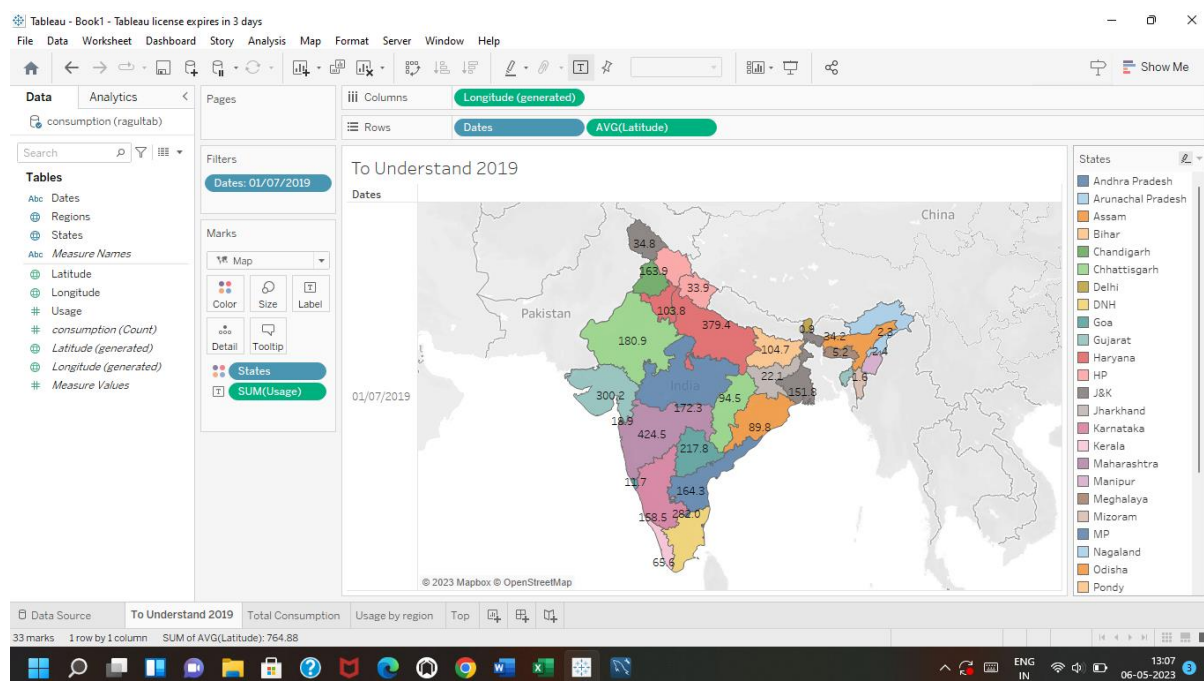 Tableau - Book1 - Tableau license expires in 3 days
File Data Worksheet Dashboard Story Analysis Map Format Server Window Help
Show Me
Data Analytics
consumption (ragultab)
Search
Tables
Abc Dates
Regions
States
Abc Measure Names
Latitude
Longitude
# Usage
# consumption (Count)
Latitude (generated)
Longitude (generated)
# Measure Values
Pages
Filters
Dates: 01/07/2019
Marks
Map
Color Size Label
Detail Tooltip
States
SUM(Usage)
Columns Longitude (generated)
Rows Dates AVG(Latitude)
To Understand 2019
Dates
01/07/2019
China
Pakistan
India
34.8
163.9
33.9
103.8
379.4
180.9
104.7
0.9
34.2
2.3
5.2
2.4
22.1
1.6
300.2
94.5
151.8
172.3
18.9
424.5
89.8
217.8
11.7
164.3
158.5
282.0
65.6
© 2023 Mapbox © OpenStreetMap
States
Andhra Pradesh
Arunachal Pradesh
Assam
Bihar
Chandigarh
Chhattisgarh
Delhi
DNH
Goa
Gujarat
Haryana
HP
J&K
Jharkhand
Karnataka
Kerala
Maharashtra
Manipur
Meghalaya
Mizoram
MP
Nagaland
Odisha
Pondy
Data Source To Understand 2019 Total Consumption Usage by region Top
33 marks 1 row by 1 column SUM of AVG(Latitude): 764.88
ENG
IN
13:07
06-05-2023
3